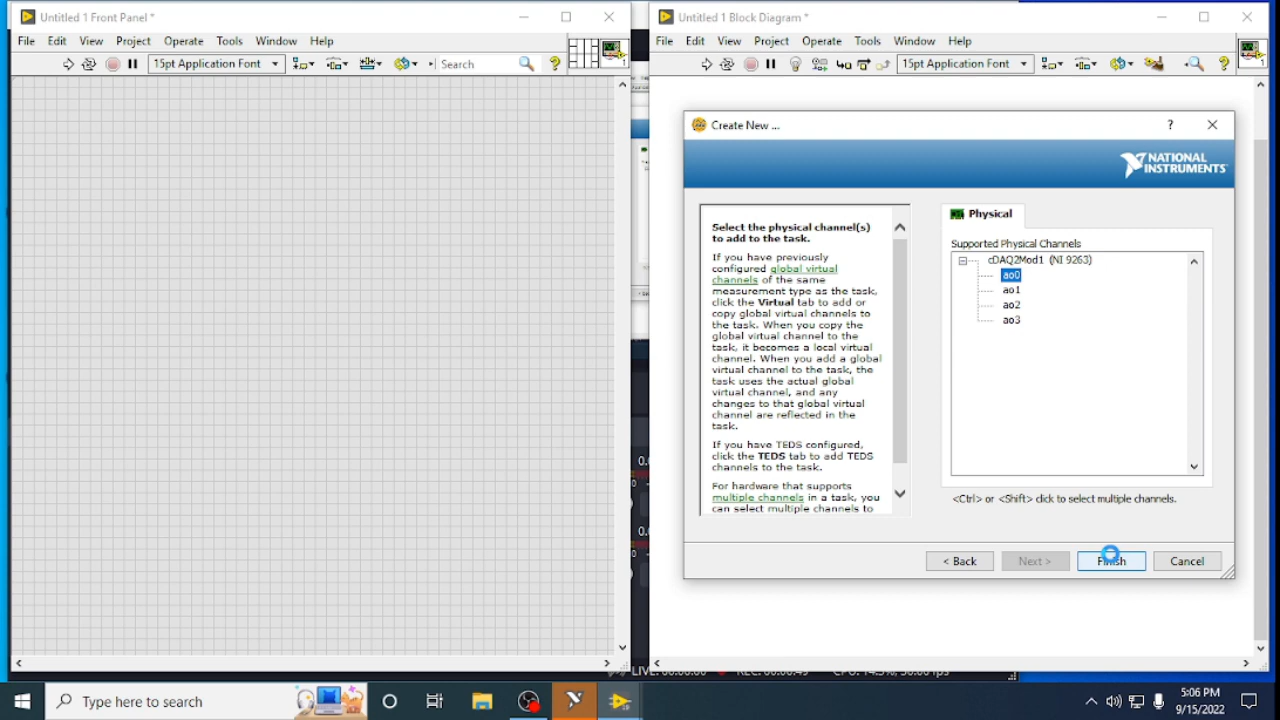 Untitled 1 Front Panel *
File Edit View Project Operate Tools Window Help
15pt Application Font
Search
Untitled 1 Block Diagram *
File Edit View Project Operate Tools Window Help
15pt Application Font
Create New ...
NATIONAL
INSTRUMENTS
Select the physical channel(s)
to add to the task.
If you have previously
configured global virtual
channels of the same
measurement type as the task,
click the Virtual tab to add or
copy global virtual channels to
the task. When you copy the
global virtual channel to the
task, it becomes a local virtual
channel. When you add a global
virtual channel to the task, the
task uses the actual global
virtual channel, and any
changes to that global virtual
channel are reflected in the
task.
If you have TEDS configured,
click the TEDS tab to add TEDS
channels to the task.
For hardware that supports
multiple channels in a task, you
can select multiple channels to
Physical
Supported Physical Channels
cDAQ2Mod1 (NI 9263)
ao0
ao1
ao2
ao3
<Ctrl> or <Shift> click to select multiple channels.
< Back Next > Finish Cancel
Type here to search
5:06 PM
9/15/2022